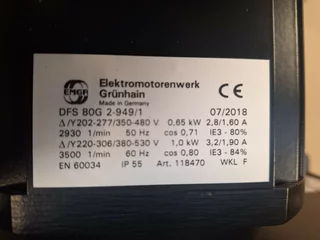 EMGR
Elektromotorenwerk
Grünhain
Made in Germany
CE
DFS 80G 2-949/1 07/2018
Δ/Y202-277/350-480 V 0,65 kW 2,8/1,60 A
2930 1/min 50 Hz cos 0,71 IE3 - 80%
Δ/Y220-306/380-530 V 1,0 kW 3,2/1,90 A
3500 1/min 60 Hz cos 0,80 IE3 - 84%
EN 60034 IP 55 Art. 118470 WKL F